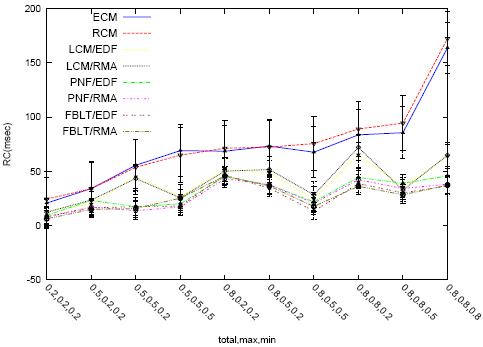 200
150
100
50
0
-50
RC(msec)
ECM
RCM
LCM/EDF
LCM/RMA
PNF/EDF
PNF/RMA
FBLT/EDF
FBLT/RMA
0.2,0.2,0.2
0.5,0.2,0.2
0.5,0.5,0.2
0.5,0.5,0.5
0.8,0.2,0.2
0.8,0.5,0.2
0.8,0.5,0.5
0.8,0.8,0.2
0.8,0.8,0.5
0.8,0.8,0.8
total,max,min